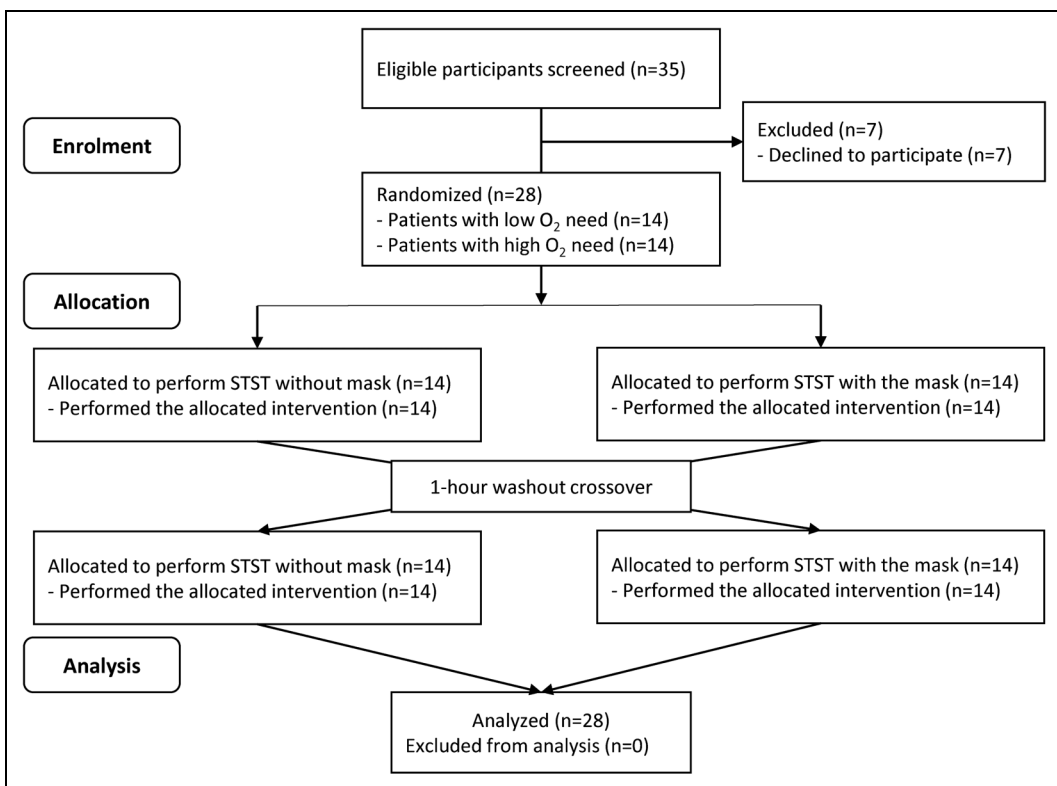 Eligible participants screened (n=35)
Enrolment
Excluded (n=7)
- Declined to participate (n=7)
Randomized (n=28)
- Patients with low O₂ need (n=14)
- Patients with high O₂ need (n=14)
Allocation
Allocated to perform STST without mask (n=14)
- Performed the allocated intervention (n=14)
Allocated to perform STST with the mask (n=14)
- Performed the allocated intervention (n=14)
1-hour washout crossover
Allocated to perform STST without mask (n=14)
- Performed the allocated intervention (n=14)
Allocated to perform STST with the mask (n=14)
- Performed the allocated intervention (n=14)
Analysis
Analyzed (n=28)
Excluded from analysis (n=0)